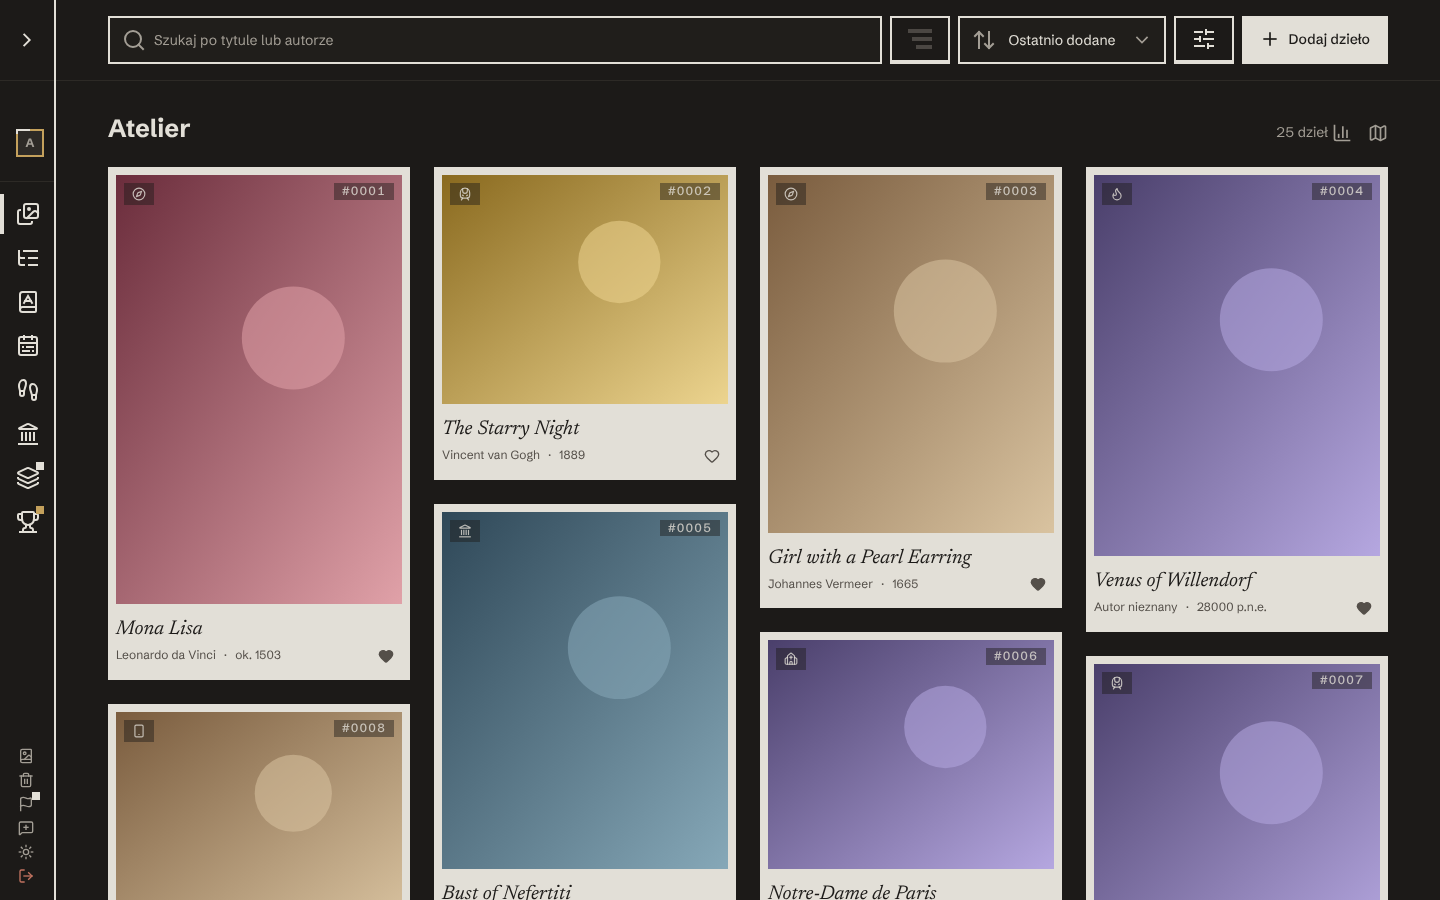 Szukaj po tytule lub autorze
Ostatnio dodane
Dodaj dzieło
A
Atelier
25 dzieł
#0001
Mona Lisa
Leonardo da Vinci · ok. 1503
#0002
The Starry Night
Vincent van Gogh · 1889
#0003
Girl with a Pearl Earring
Johannes Vermeer · 1665
#0004
Venus of Willendorf
Autor nieznany · 28000 p.n.e.
#0005
Bust of Nefertiti
#0006
Notre-Dame de Paris
#0007
#0008